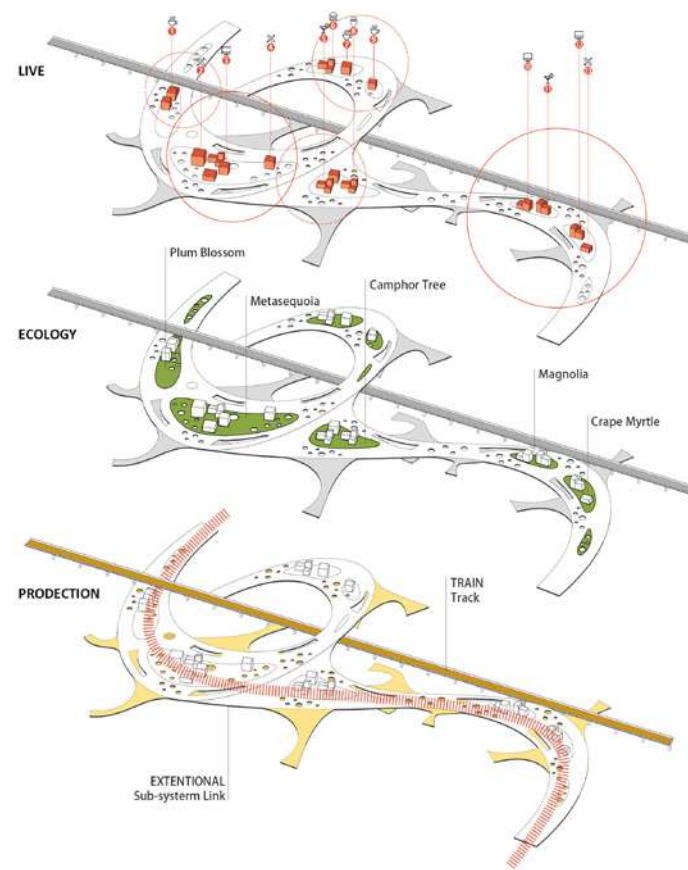 LIVE
Plum Blossom
Metasequoia
Camphor Tree
ECOLOGY
Magnolia
Crape Myrtle
PRODECTION
TRAIN
Track
EXTENTIONAL
Sub-systerm Link